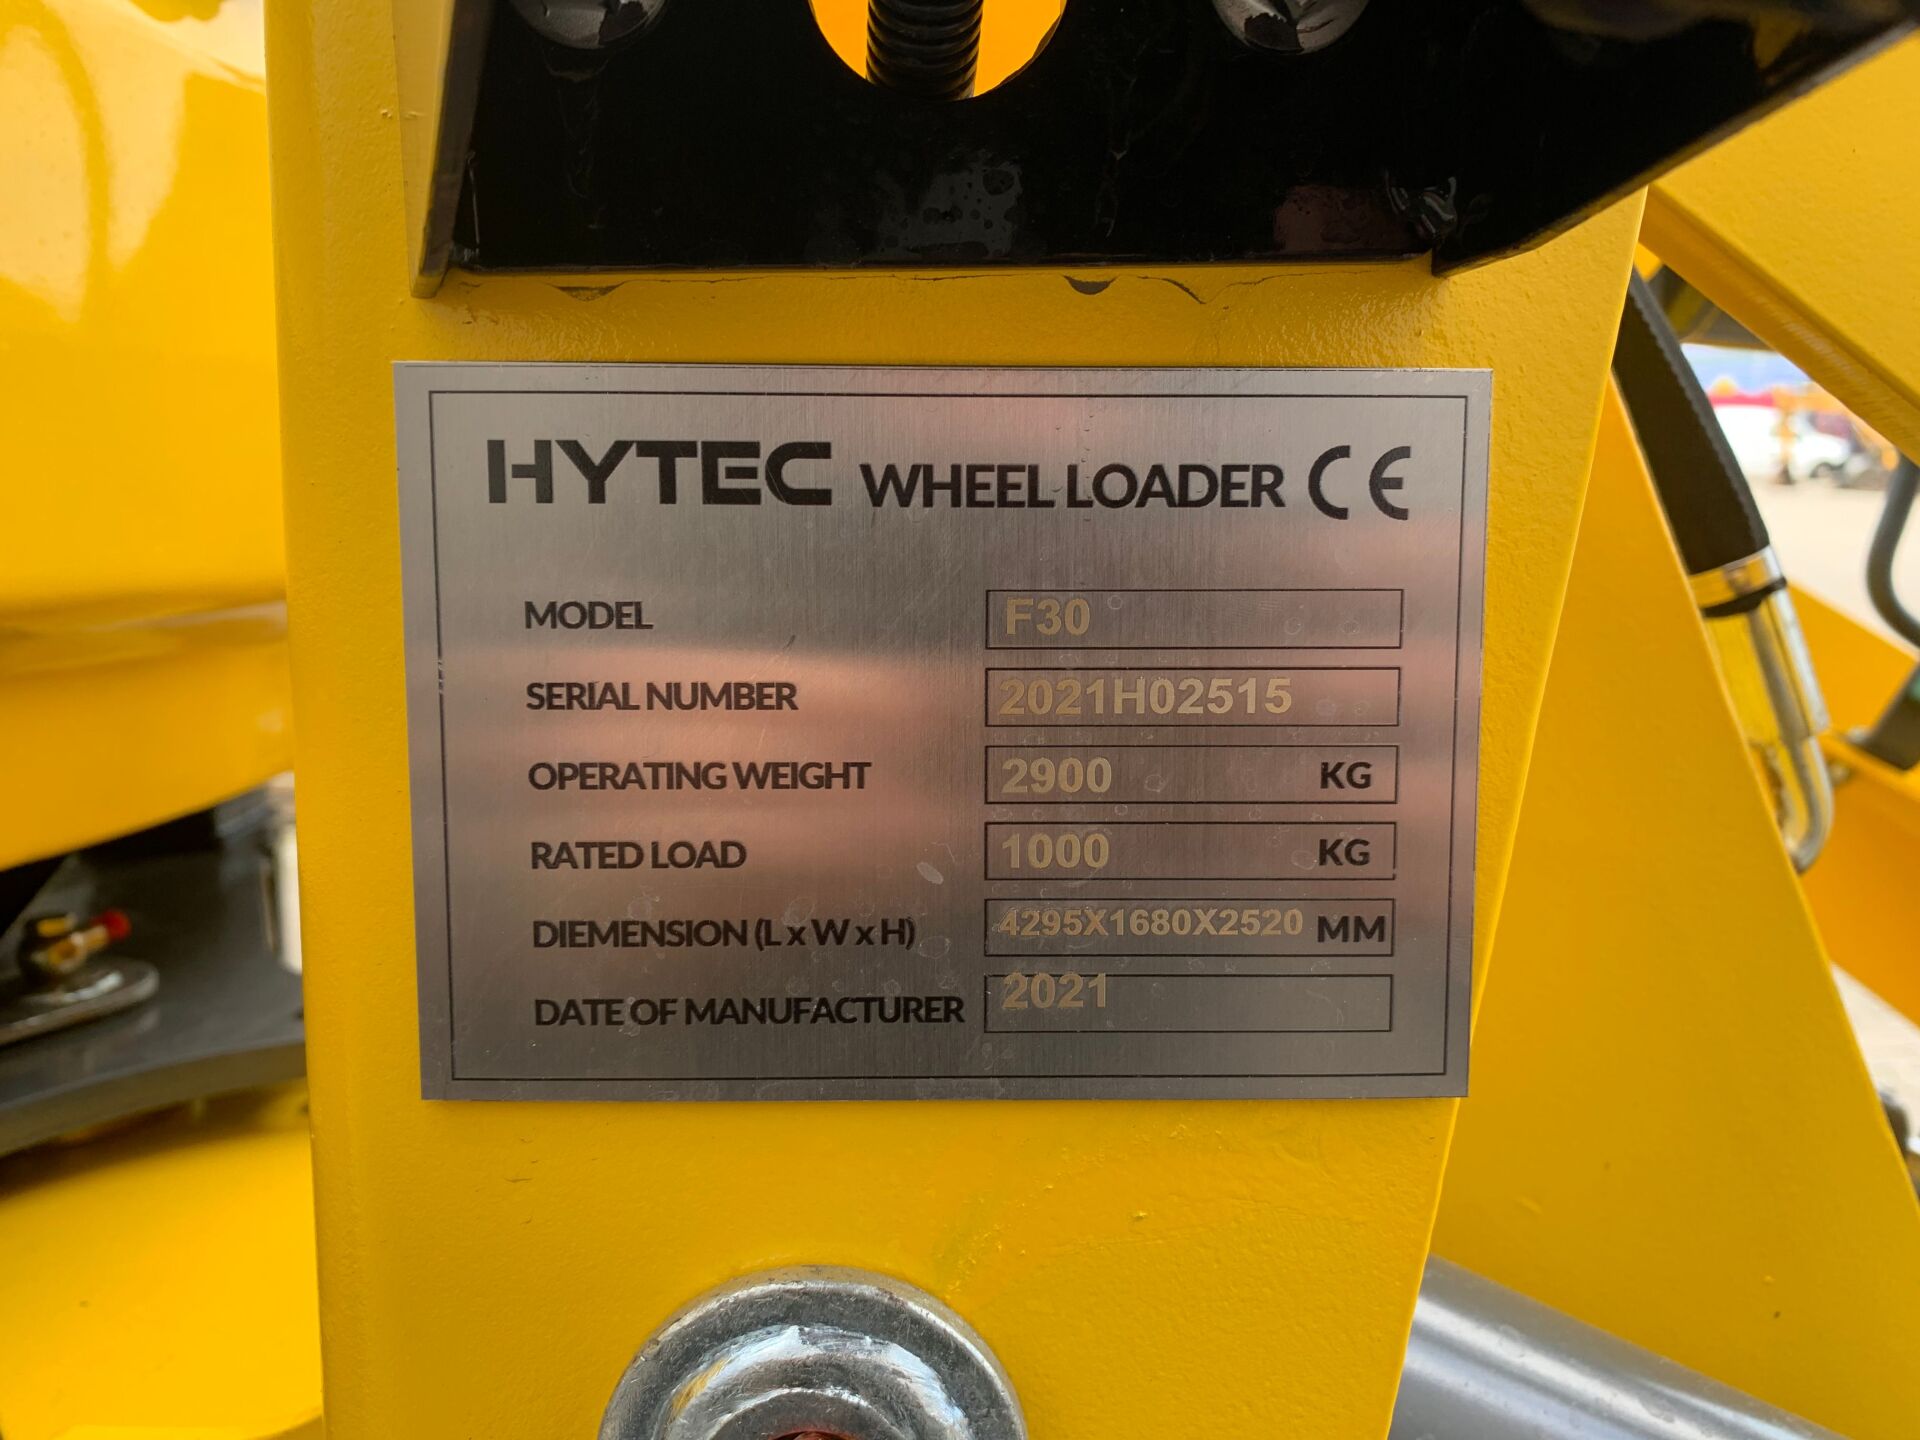 HYTEC WHEEL LOADER CE
MODEL F30
SERIAL NUMBER 2021H02515
OPERATING WEIGHT 2900 KG
RATED LOAD 1000 KG
DIEMENSION (L x W x H) 4295X1680X2520 MM
DATE OF MANUFACTURER 2021